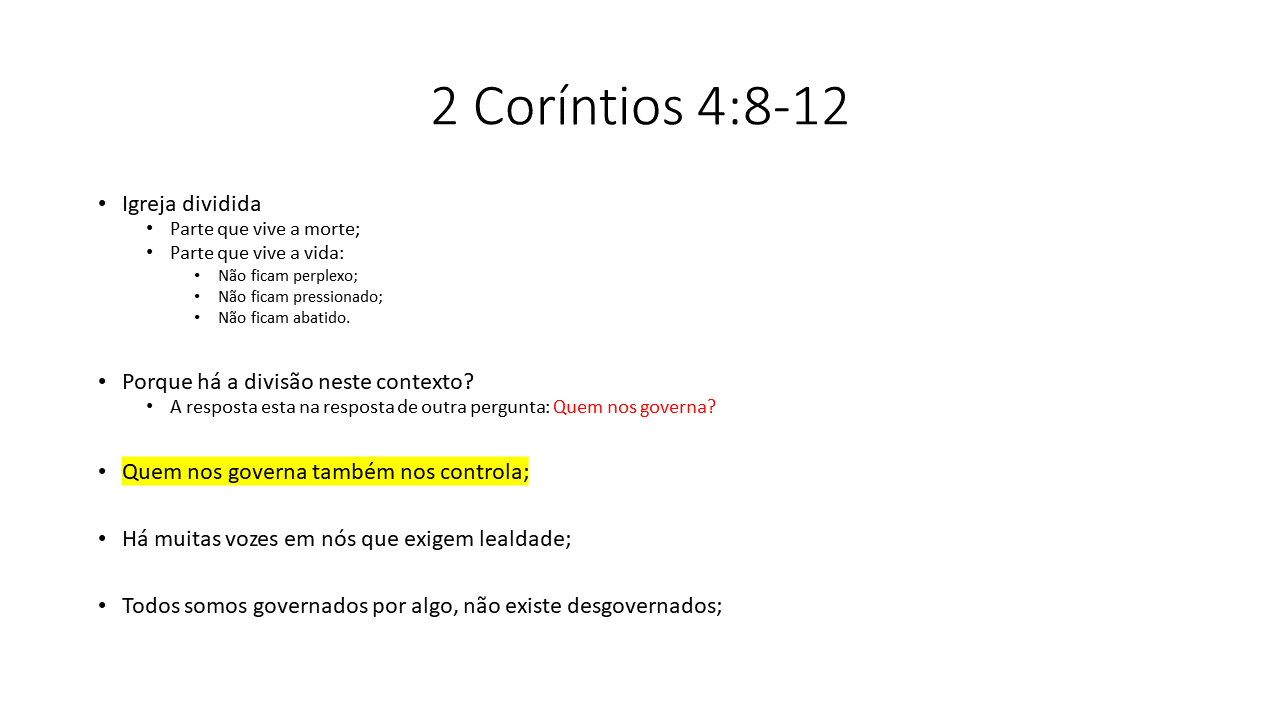 2 Coríntios 4:8-12
• Igreja dividida
• Parte que vive a morte;
• Parte que vive a vida:
• Não ficam perplexo;
• Não ficam pressionado;
• Não ficam abatido.
• Porque há a divisão neste contexto?
• A resposta esta na resposta de outra pergunta: Quem nos governa?
• Quem nos governa também nos controla;
• Há muitas vozes em nós que exigem lealdade;
• Todos somos governados por algo, não existe desgovernados;